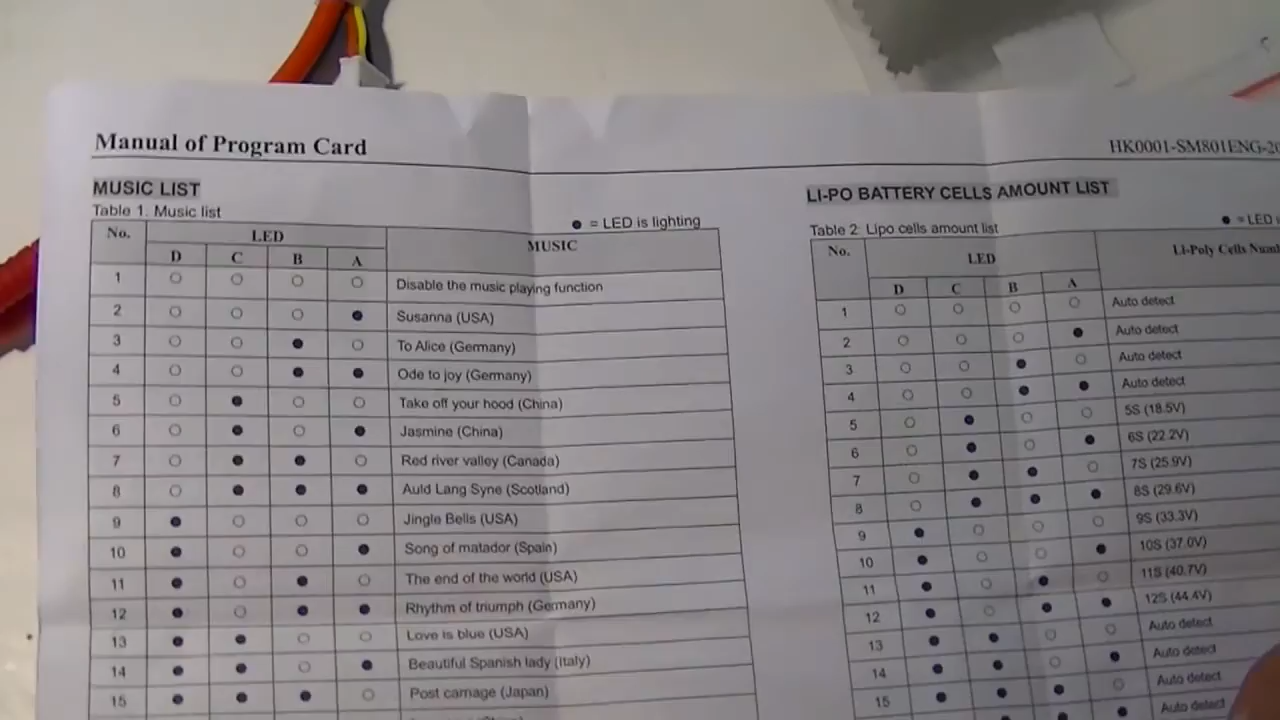 Manual of Program Card
HK0001-SM801ENG-20
MUSIC LIST
Table 1. Music list
● = LED is lighting
No. LED MUSIC
D C B A
1 ○ ○ ○ ○ Disable the music playing function
2 ○ ○ ○ ● Susanna (USA)
3 ○ ○ ● ○ To Alice (Germany)
4 ○ ○ ● ● Ode to joy (Germany)
5 ○ ● ○ ○ Take off your hood (China)
6 ○ ● ○ ● Jasmine (China)
7 ○ ● ● ○ Red river valley (Canada)
8 ○ ● ● ● Auld Lang Syne (Scotland)
9 ● ○ ○ ○ Jingle Bells (USA)
10 ● ○ ○ ● Song of matador (Spain)
11 ● ○ ● ○ The end of the world (USA)
12 ● ○ ● ● Rhythm of triumph (Germany)
13 ● ● ○ ○ Love is blue (USA)
14 ● ● ○ ● Beautiful Spanish lady (Italy)
15 ● ● ● ○ Post carnage (Japan)
LI-PO BATTERY CELLS AMOUNT LIST
Table 2. Lipo cells amount list
● = LED
No. LED Li-Poly Cells Num
D C B A
1 ○ ○ ○ ○ Auto detect
2 ○ ○ ○ ● Auto detect
3 ○ ○ ● ○ Auto detect
4 ○ ○ ● ● Auto detect
5 ○ ● ○ ○ 5S (18.5V)
6 ○ ● ○ ● 6S (22.2V)
7 ○ ● ● ○ 7S (25.9V)
8 ○ ● ● ● 8S (29.6V)
9 ● ○ ○ ○ 9S (33.3V)
10 ● ○ ○ ● 10S (37.0V)
11 ● ○ ● ○ 11S (40.7V)
12 ● ○ ● ● 12S (44.4V)
13 ● ● ○ ○ Auto detect
14 ● ● ○ ● Auto detect
15 ● ● ● ○ Auto detect
Auto detect